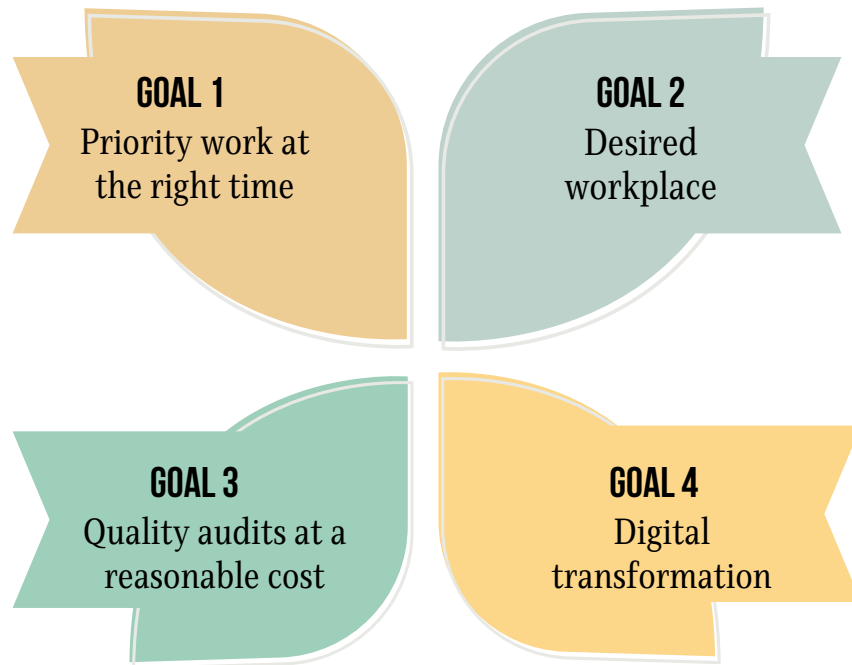 GOAL 1
Priority work at
the right time
GOAL 2
Desired
workplace
GOAL 3
Quality audits at a
reasonable cost
GOAL 4
Digital
transformation